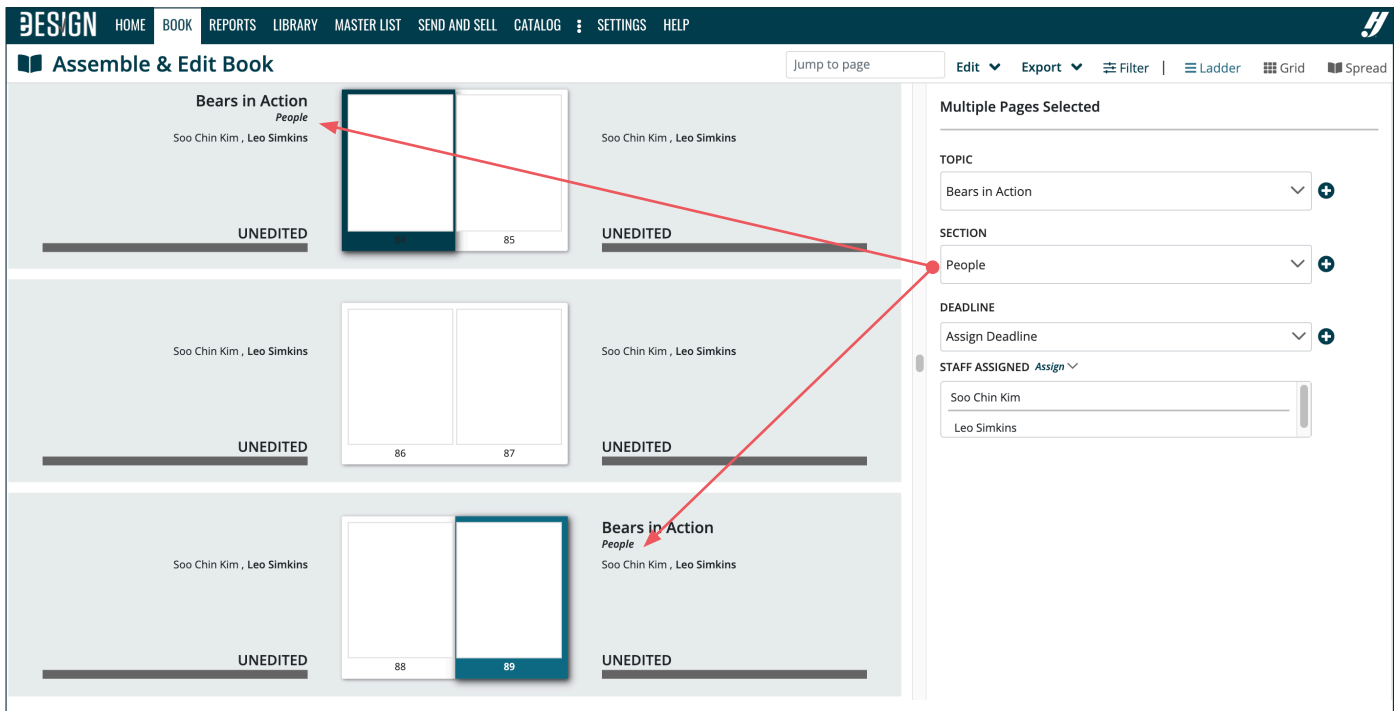 DESIGN HOME BOOK REPORTS LIBRARY MASTER LIST SEND AND SELL CATALOG SETTINGS HELP
Assemble & Edit Book
Jump to page
Edit Export Filter | Ladder Grid Spread
Bears in Action
People
Soo Chin Kim , Leo Simkins
UNEDITED
84
85
Soo Chin Kim , Leo Simkins
UNEDITED
Soo Chin Kim , Leo Simkins
UNEDITED
86
87
Soo Chin Kim , Leo Simkins
UNEDITED
Soo Chin Kim , Leo Simkins
UNEDITED
88
89
Bears in Action
People
Soo Chin Kim , Leo Simkins
UNEDITED
Multiple Pages Selected
TOPIC
Bears in Action
SECTION
People
DEADLINE
Assign Deadline
STAFF ASSIGNED Assign
Soo Chin Kim
Leo Simkins